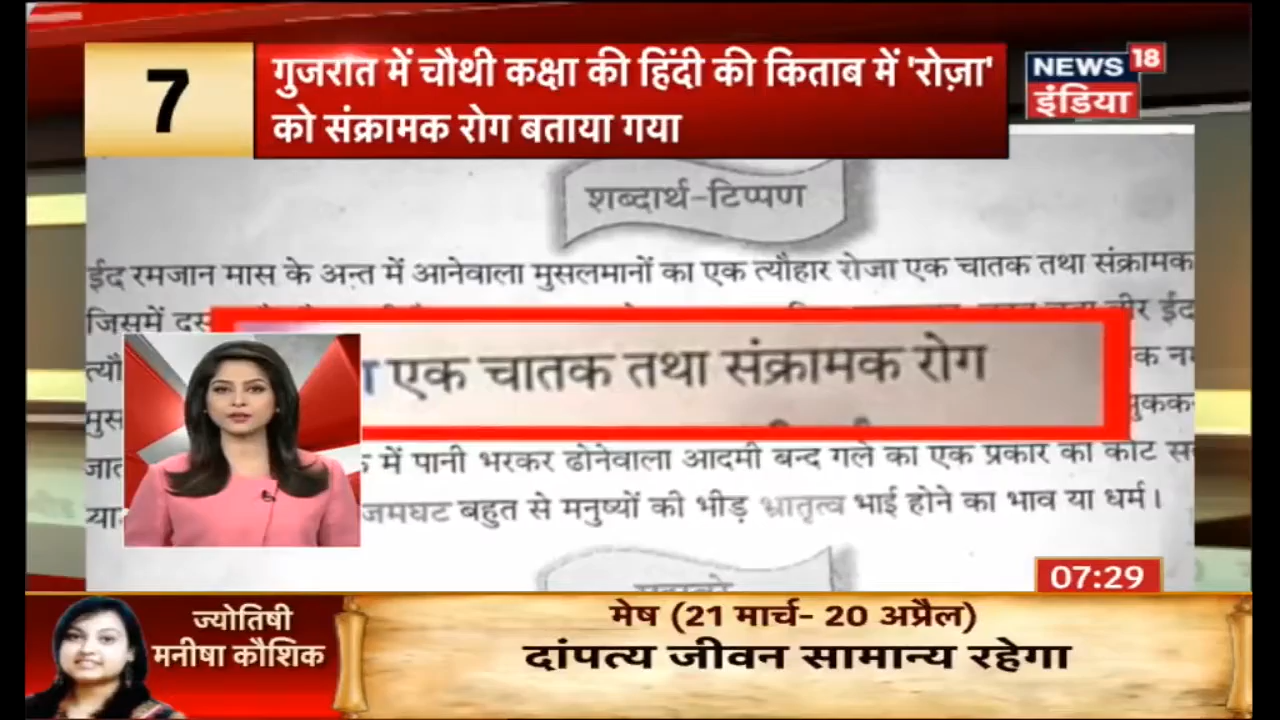 7
गुजरात में चौथी कक्षा की हिंदी की किताब में 'रोज़ा'
को संक्रामक रोग बताया गया
NEWS 18
इंडिया
शब्दार्थ-टिप्पण
ईद रमजान मास के अन्त में आनेवाला मुसलमानों का एक त्यौहार रोजा एक चातक तथा संक्रामक
जिसमें ईद
एक चातक तथा संक्रामक रोग
में पानी भरकर ढोनेवाला आदमी बन्द गले का एक प्रकार का कोट
जमघट बहुत से मनुष्यों की भीड़ भ्रातृत्व भाई होने का भाव या धर्म।
07:29
ज्योतिषी
मनीषा कौशिक
मेष (21 मार्च- 20 अप्रैल)
दांपत्य जीवन सामान्य रहेगा